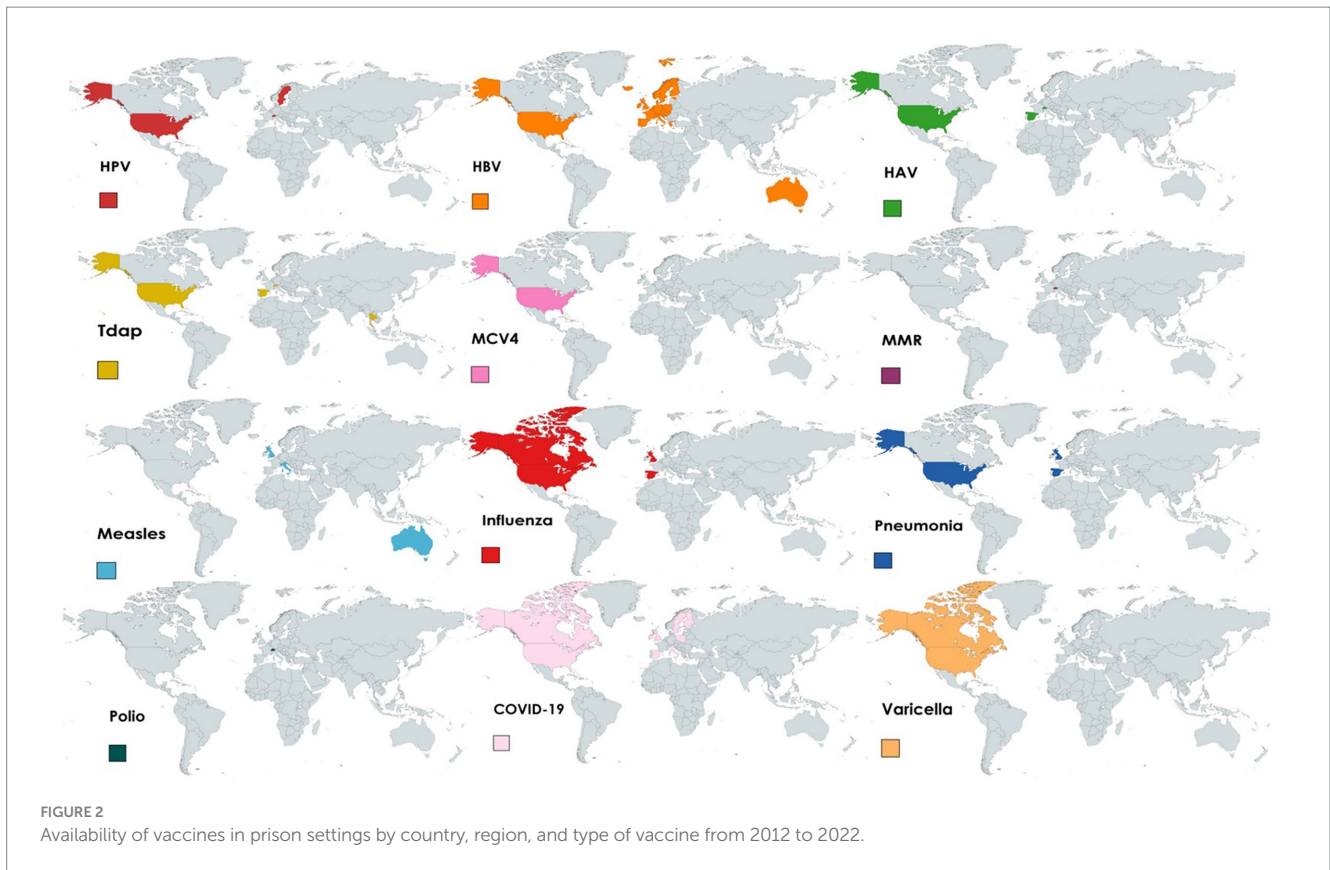 HPV
HBV
HAV
Tdap
MCV4
MMR
Measles
Influenza
Pneumonia
Polio
COVID-19
Varicella
FIGURE 2
Availability of vaccines in prison settings by country, region, and type of vaccine from 2012 to 2022.